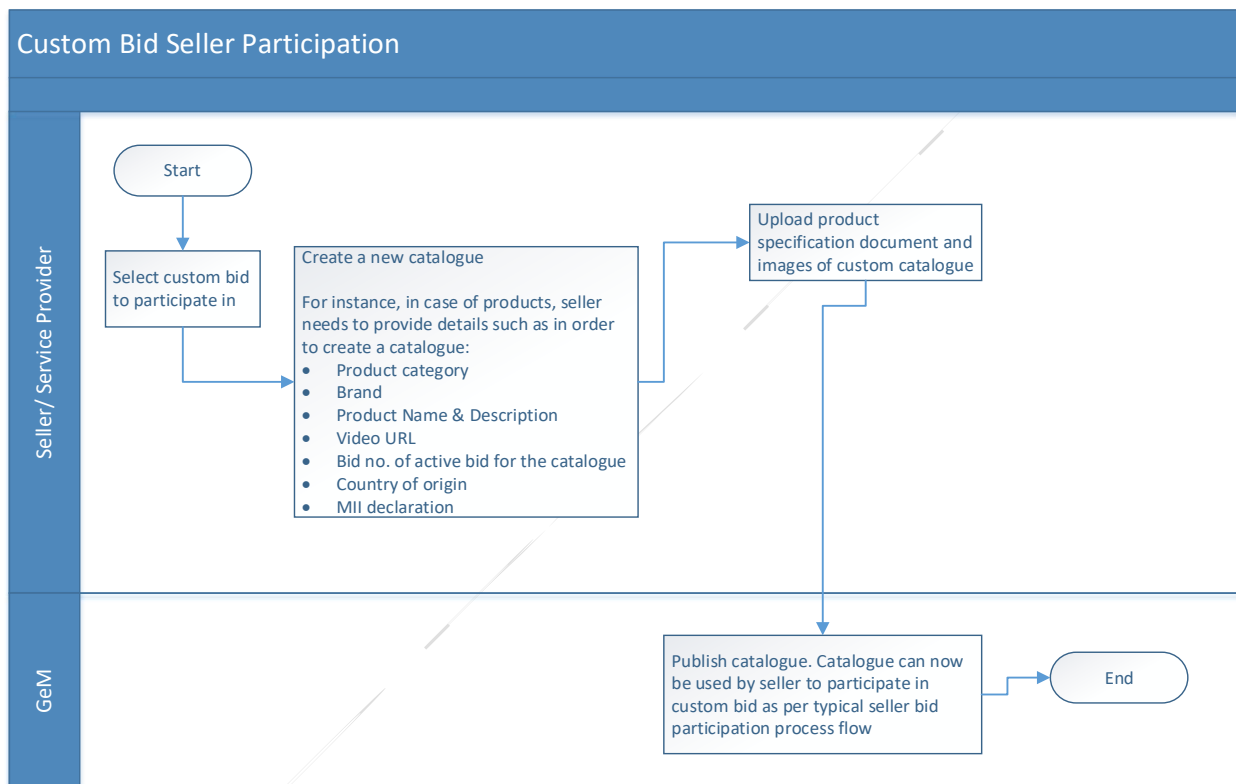 Custom Bid Seller Participation
Seller/ Service Provider
Start
Select custom bid
to participate in
Create a new catalogue
For instance, in case of products, seller
needs to provide details such as in order
to create a catalogue:
• Product category
• Brand
• Product Name & Description
• Video URL
• Bid no. of active bid for the catalogue
• Country of origin
• MII declaration
Upload product
specification document and
images of custom catalogue
GeM
Publish catalogue. Catalogue can now
be used by seller to participate in
custom bid as per typical seller bid
participation process flow
End